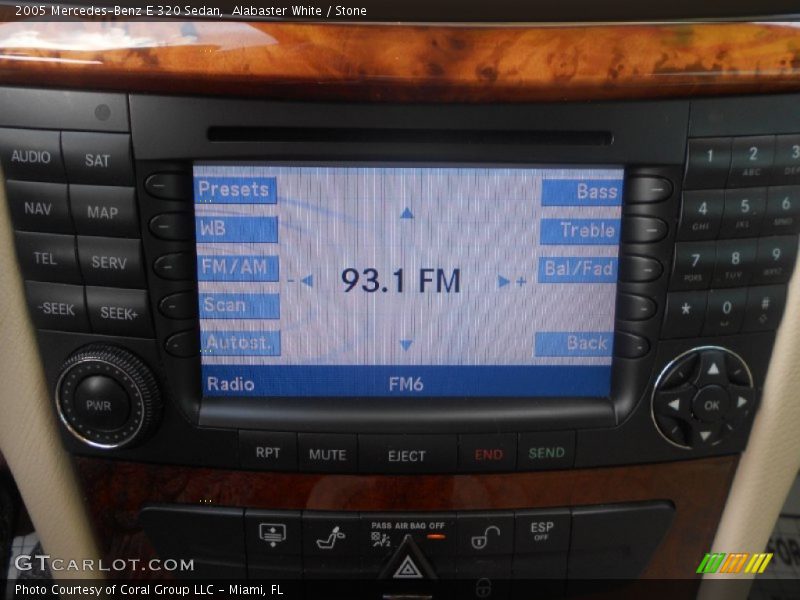 2005 Mercedes-Benz E 320 Sedan, Alabaster White / Stone
AUDIO SAT
NAV MAP
TEL SERV
-SEEK SEEK+
PWR
Presets
WB
FM/AM
Scan
Autost.
- 93.1 FM +
Bass
Treble
Bal/Fad
Back
Radio FM6
1 2 ABC 3
4 GHI 5 JKL 6
7 8 TUV 9
* 0 #
OK
RPT MUTE EJECT END SEND
PASS AIR BAG OFF
ESP OFF
GTCARLOT.COM
Photo Courtesy of Coral Group LLC - Miami, FL